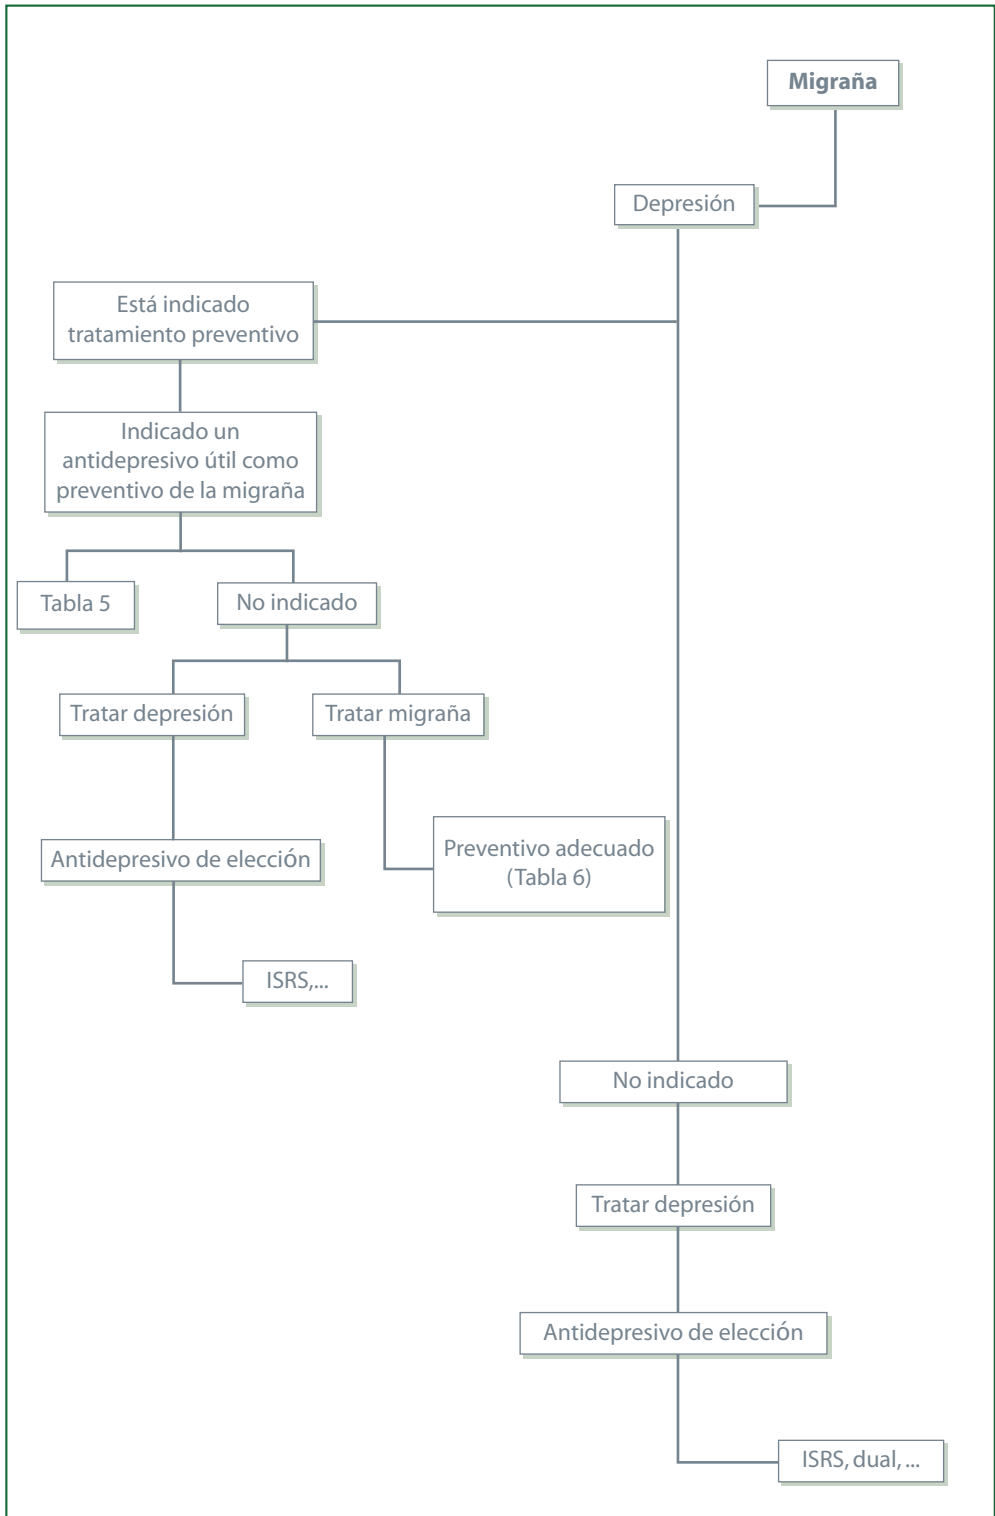 Migraña
Depresión
Está indicado
tratamiento preventivo
Indicado un
antidepresivo útil como
preventivo de la migraña
Tabla 5
No indicado
Tratar depresión
Tratar migraña
Antidepresivo de elección
Preventivo adecuado
(Tabla 6)
ISRS,...
No indicado
Tratar depresión
Antidepresivo de elección
ISRS, dual, ...